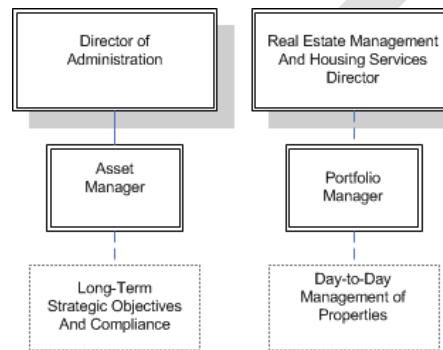 Director of
Administration
Real Estate Management
And Housing Services
Director
Asset
Manager
Portfolio
Manager
Long-Term
Strategic Objectives
And Compliance
Day-to-Day
Management of
Properties